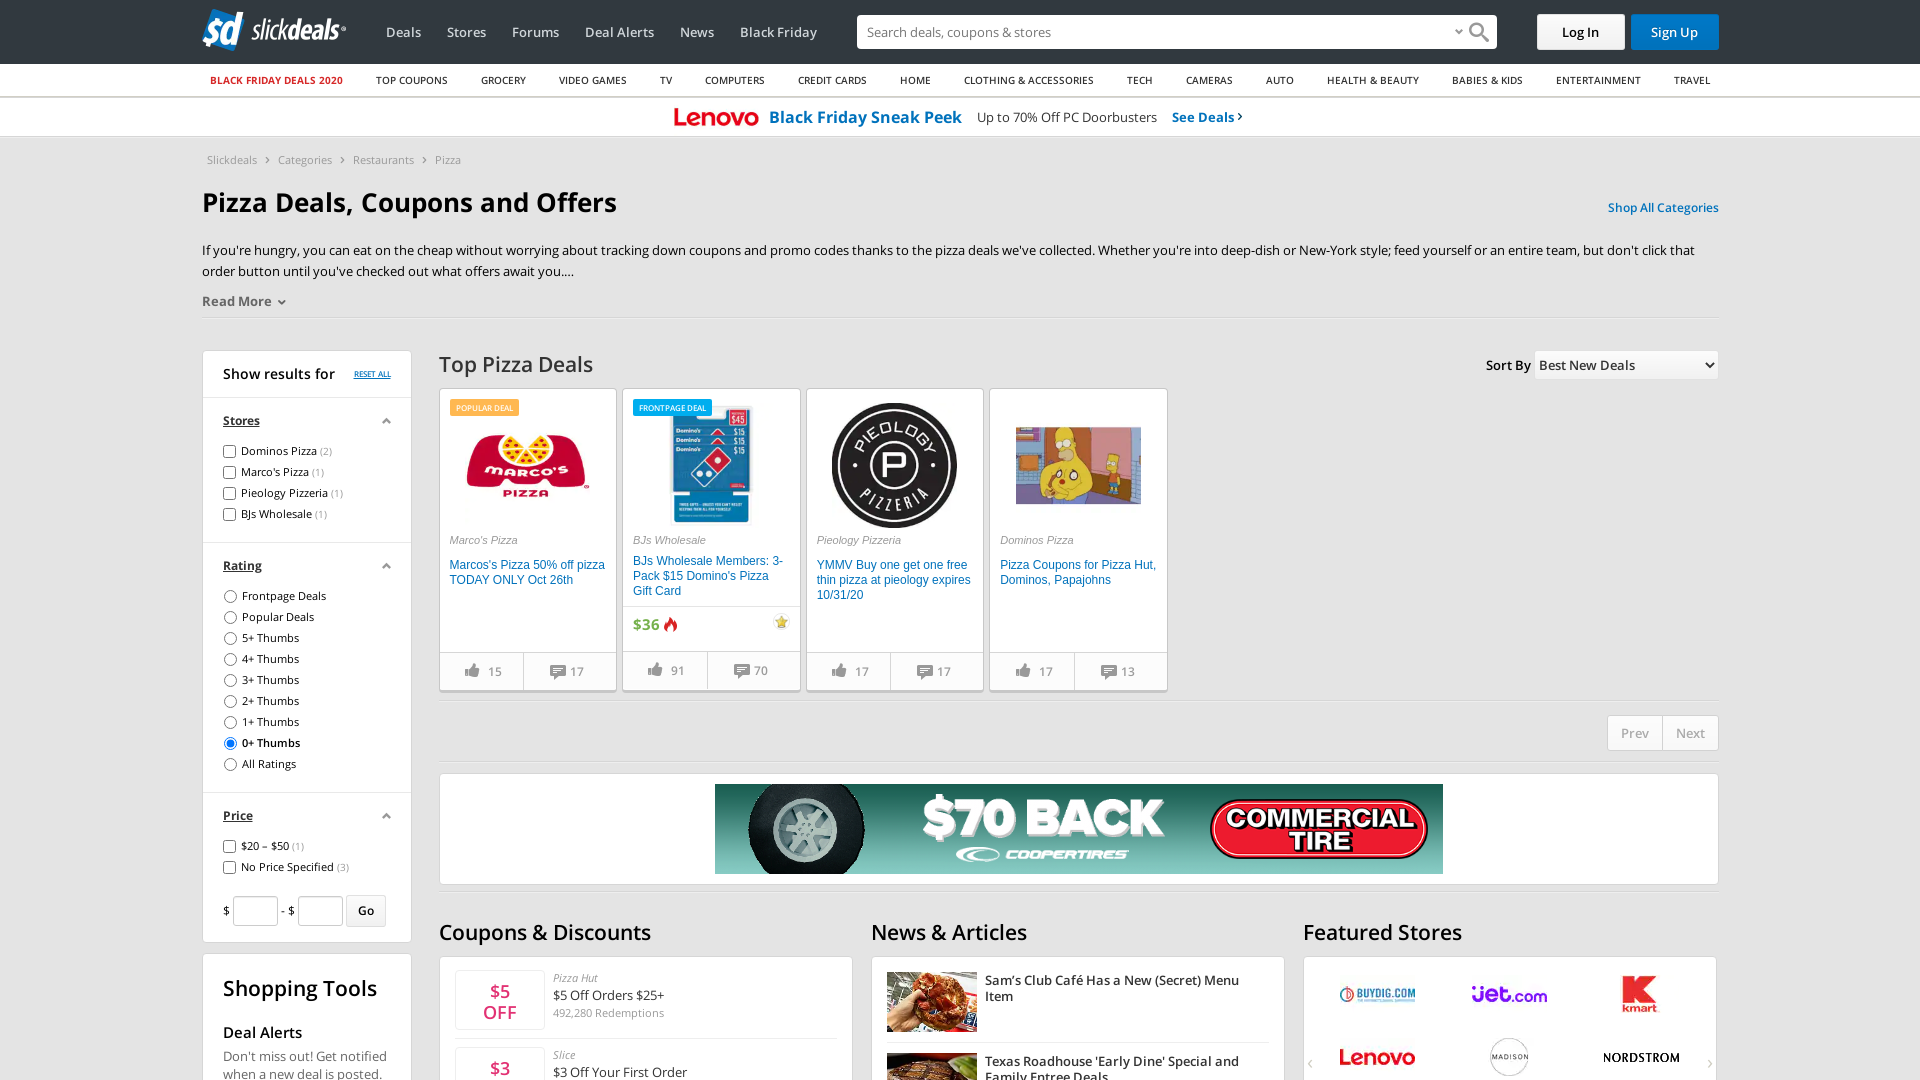 slickdeals
Deals
Stores
Forums
Deal Alerts
News
Black Friday
Search deals, coupons & stores
Log In
Sign Up
BLACK FRIDAY DEALS 2020
TOP COUPONS
GROCERY
VIDEO GAMES
TV
COMPUTERS
CREDIT CARDS
HOME
CLOTHING & ACCESSORIES
TECH
CAMERAS
AUTO
HEALTH & BEAUTY
BABIES & KIDS
ENTERTAINMENT
TRAVEL
Lenovo Black Friday Sneak Peek Up to 70% Off PC Doorbusters See Deals
Slickdeals > Categories > Restaurants > Pizza
Pizza Deals, Coupons and Offers
Shop All Categories
If you're hungry, you can eat on the cheap without worrying about tracking down coupons and promo codes thanks to the pizza deals we've collected. Whether you're into deep-dish or New-York style; feed yourself or an entire team, but don't click that
order button until you've checked out what offers await you....
Read More
Show results for
RESET ALL
Stores
Dominos Pizza (2)
Marco's Pizza (1)
Pieology Pizzeria (1)
BJs Wholesale (1)
Rating
Frontpage Deals
Popular Deals
5+ Thumbs
4+ Thumbs
3+ Thumbs
2+ Thumbs
1+ Thumbs
0+ Thumbs
All Ratings
Price
$20 – $50 (1)
No Price Specified (3)
$ - $ Go
Shopping Tools
Deal Alerts
Don't miss out! Get notified
when a new deal is posted.
Top Pizza Deals
Sort By Best New Deals
POPULAR DEAL
MARCO'S
PIZZA
Marco's Pizza
Marcos's Pizza 50% off pizza
TODAY ONLY Oct 26th
15
17
FRONTPAGE DEAL
$45
Domino's $15
Domino's $15
Domino's $15
BJs Wholesale
BJs Wholesale Members: 3-
Pack $15 Domino's Pizza
Gift Card
$36
91
70
PIEOLOGY
P
PIZZERIA
Pieology Pizzeria
YMMV Buy one get one free
thin pizza at pieology expires
10/31/20
17
17
Dominos Pizza
Pizza Coupons for Pizza Hut,
Dominos, Papajohns
17
13
Prev
Next
$70 BACK
COOPERTIRES
COMMERCIAL
TIRE
Coupons & Discounts
$5
OFF
Pizza Hut
$5 Off Orders $25+
492,280 Redemptions
$3
Slice
$3 Off Your First Order
News & Articles
Sam's Club Café Has a New (Secret) Menu
Item
Texas Roadhouse 'Early Dine' Special and
Family Entree Deals
Featured Stores
BUYDIG.COM
jet.com
K
kmart
Lenovo
MADISON
NORDSTROM